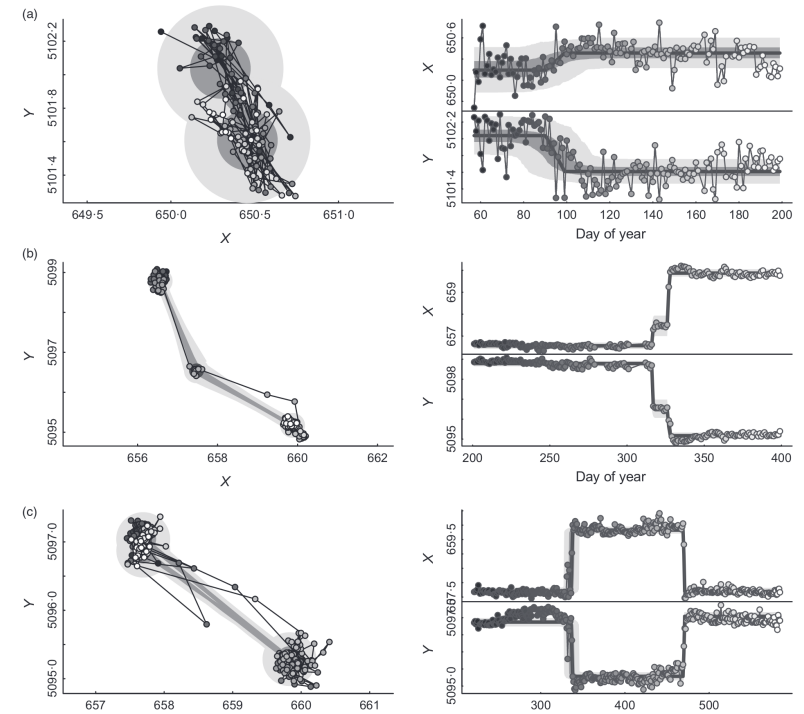 (a)
5102·2
5101·8
5101·4
Y
649·5 650·0 650·5 651·0
X
650·6
650·0
X
5102·2
5101·4
Y
60 80 100 120 140 160 180 200
Day of year
(b)
5099
5097
5095
Y
656 658 660 662
X
659
657
X
5098
5095
Y
200 250 300 350 400
Day of year
(c)
5097·0
5096·0
5095·0
Y
657 658 659 660 661
659·5
X
5095·0
Y
300 400 500